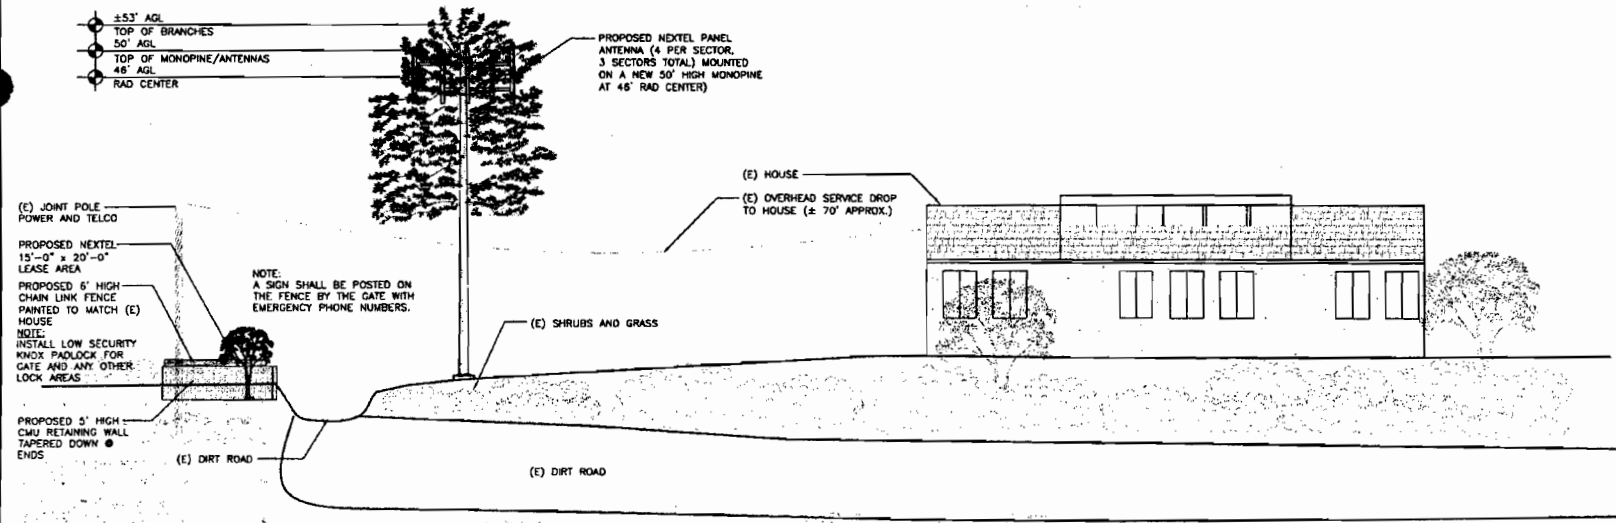 ±53' AGL
TOP OF BRANCHES
50' AGL
TOP OF MONOPINE/ANTENNAS
46' AGL
RAD CENTER
PROPOSED NEXTEL PANEL
ANTENNA (4 PER SECTOR,
3 SECTORS TOTAL) MOUNTED
ON A NEW 50' HIGH MONOPINE
AT 46' RAD CENTER)
(E) HOUSE
(E) OVERHEAD SERVICE DROP
TO HOUSE (± 70' APPROX.)
(E) JOINT POLE
POWER AND TELCO
PROPOSED NEXTEL
15'-0" x 20'-0"
LEASE AREA
PROPOSED 6' HIGH
CHAIN LINK FENCE
PAINTED TO MATCH (E)
HOUSE
NOTE:
INSTALL LOW SECURITY
KNOX PADLOCK FOR
GATE AND ANY OTHER
LOCK AREAS
NOTE:
A SIGN SHALL BE POSTED ON
THE FENCE BY THE GATE WITH
EMERGENCY PHONE NUMBERS.
(E) SHRUBS AND GRASS
PROPOSED 5' HIGH
CMU RETAINING WALL
TAPERED DOWN @
ENDS
(E) DIRT ROAD
(E) DIRT ROAD